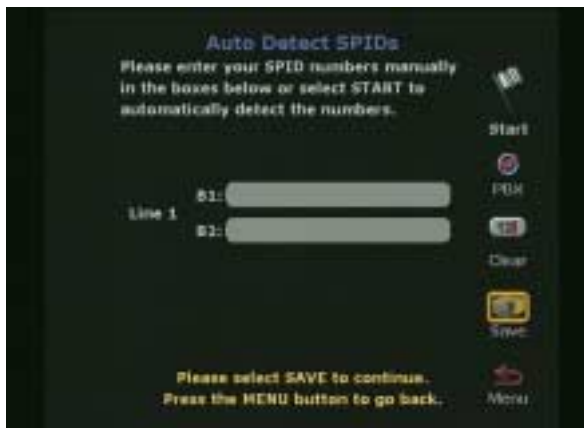 Auto Detect SPIDs
Please enter your SPID numbers manually
in the boxes below or select START to
automatically detect the numbers.
Start
PBX
B1:
Line 1
B2:
Clear
Save
Please select SAVE to continue.
Press the MENU button to go back.
Menu